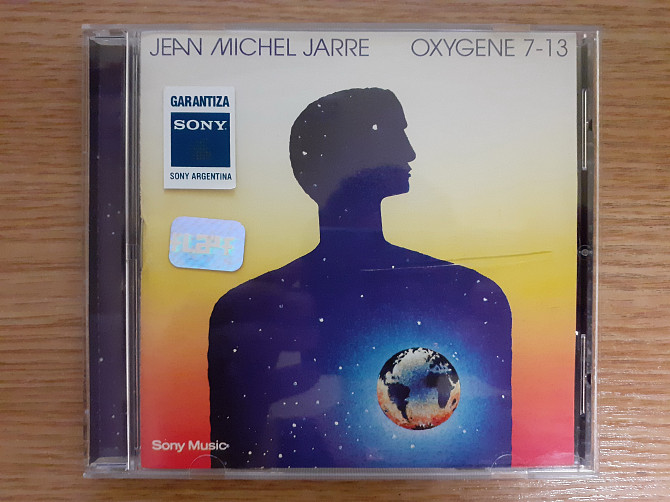 JEAN MICHEL JARRE OXYGENE 7-13
GARANTIZA
SONY
SONY ARGENTINA
Sony Music